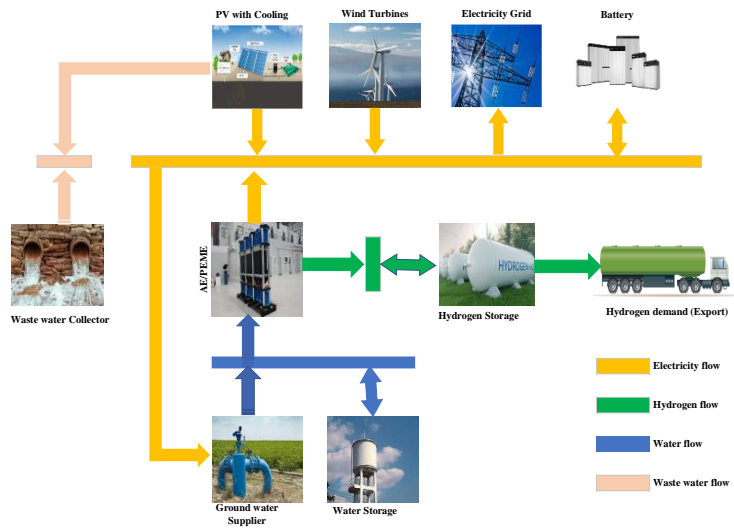 PV with Cooling
Wind Turbines
Electricity Grid
Battery
AE/PEME
HYDROGEN
Waste water Collector
Hydrogen Storage
Hydrogen demand (Export)
Electricity flow
Hydrogen flow
Water flow
Waste water flow
Ground water
Supplier
Water Storage